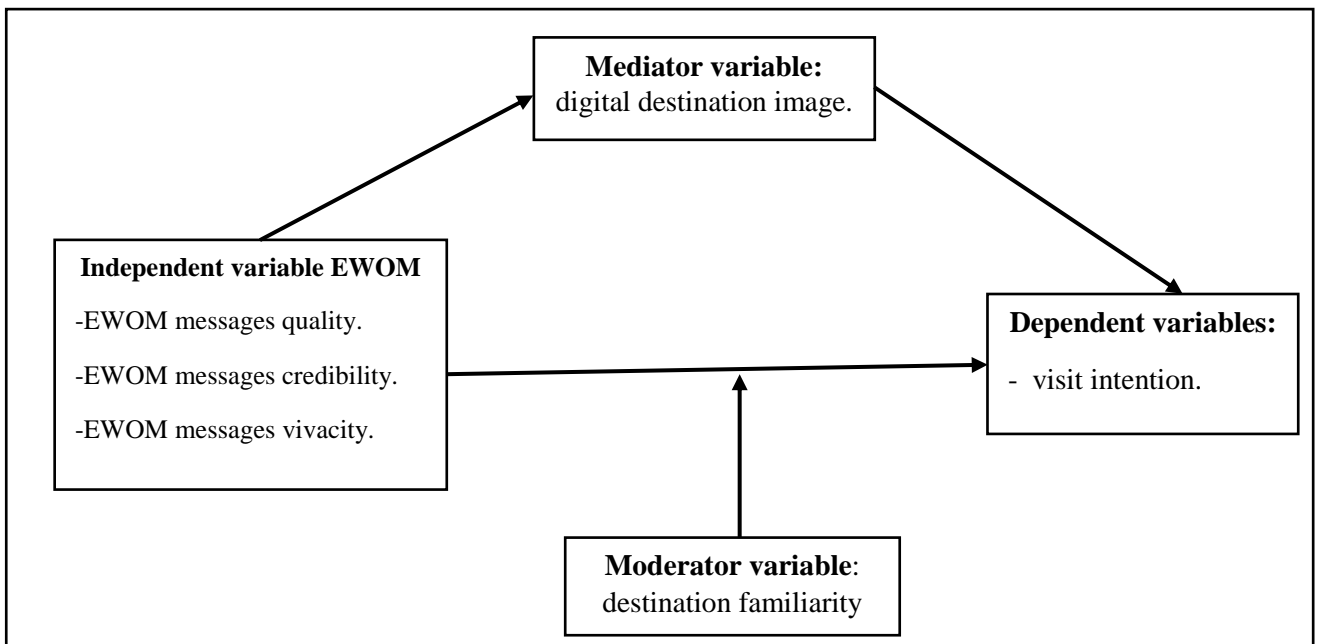 Mediator variable:
digital destination image.
Independent variable EWOM
-EWOM messages quality.
-EWOM messages credibility.
-EWOM messages vivacity.
Dependent variables:
- visit intention.
Moderator variable:
destination familiarity